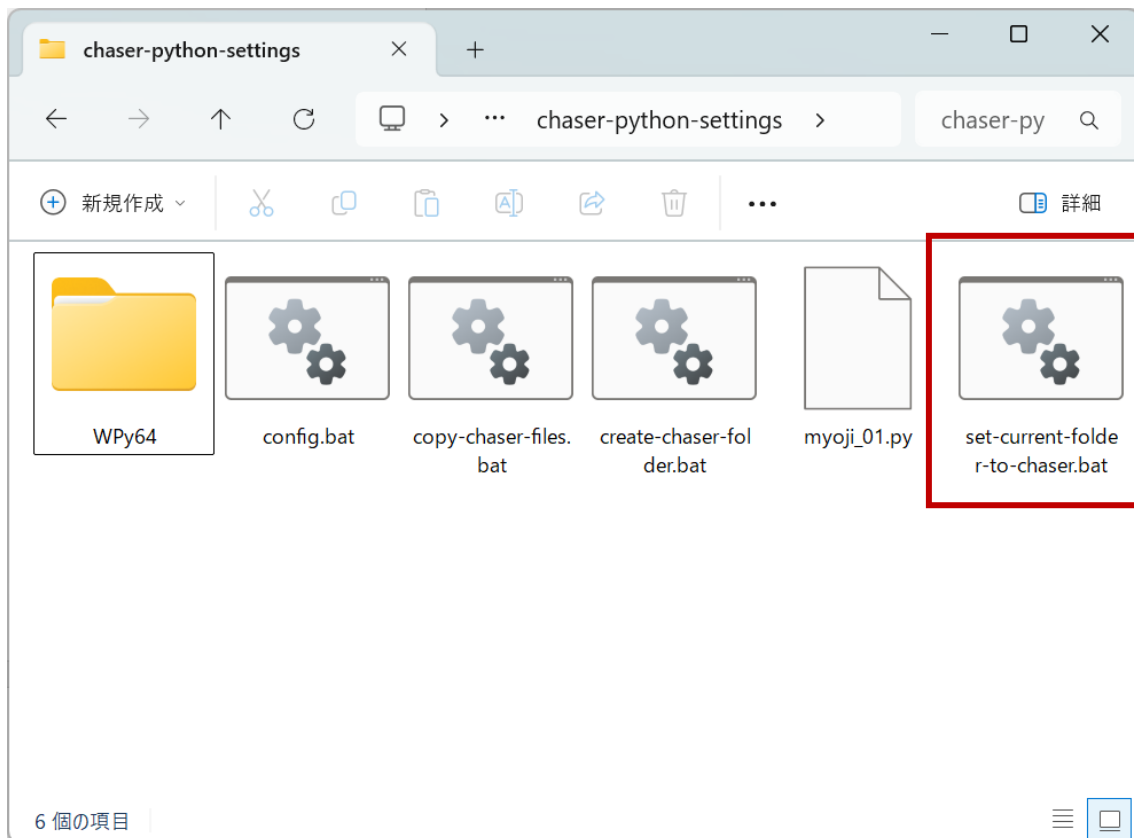 chaser-python-settings
chaser-python-settings
chaser-py
新規作成
詳細
WPy64
config.bat
copy-chaser-files.
bat
create-chaser-fol
der.bat
myoji_01.py
set-current-folde
r-to-chaser.bat
6 個の項目